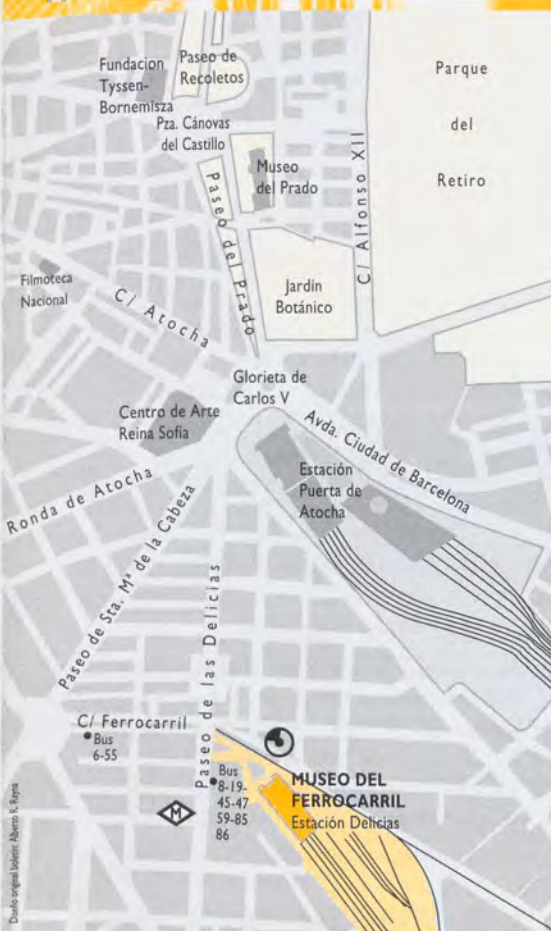 Fundacion
Tyssen-
Bornemisza
Paseo de
Recoletos
Parque
del
Retiro
Pza. Cánovas
del Castillo
Museo
del Prado
Paseo del Prado
C/ Alfonso XII
Filmoteca
Nacional
C/ Atocha
Jardín
Botánico
Glorieta de
Carlos V
Centro de Arte
Reina Sofía
Avda. Ciudad de Barcelona
Estación
Puerta de
Atocha
Ronda de Atocha
Paseo de Sta. Mª de la Cabeza
Paseo de las Delicias
C/ Ferrocarril
Bus
6-55
Bus
8-19-
45-47
59-85
86
M
MUSEO DEL
FERROCARRIL
Estación Delicias
Diseño original boletín: Alberto R. Reyna